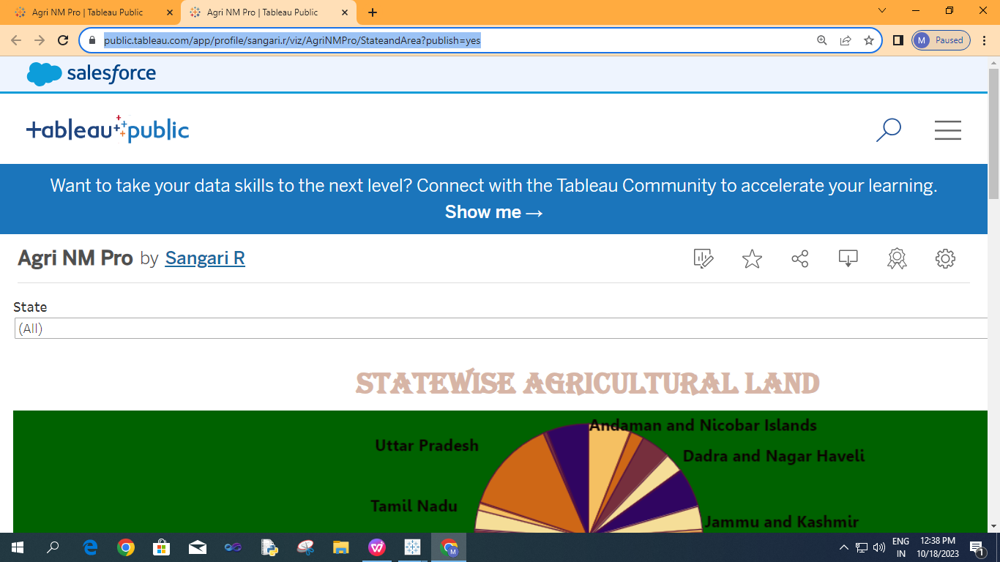 Agri NM Pro | Tableau Public
Agri NM Pro | Tableau Public
public.tableau.com/app/profile/sangari.r/viz/AgriNMPro/StateandArea?publish=yes
M Paused
salesforce
+ableau+public
Want to take your data skills to the next level? Connect with the Tableau Community to accelerate your learning.
Show me →
Agri NM Pro by Sangari R
State
(All)
STATEWISE AGRICULTURAL LAND
Andaman and Nicobar Islands
Uttar Pradesh
Dadra and Nagar Haveli
Tamil Nadu
Jammu and Kashmir
M
ENG
IN
12:38 PM
10/18/2023
1